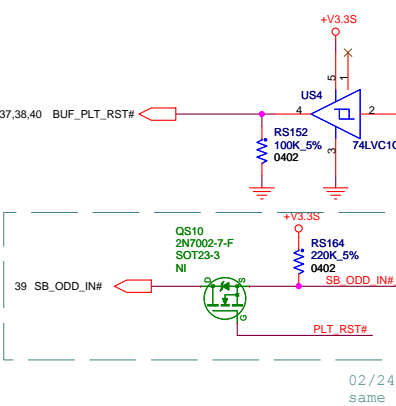 +V3.3S
5
1
US4
4
2
37,38,40 BUF_PLT_RST#
RS152
100K_5%
0402
3
74LVC1G
+V3.3S
QS10
2N7002-7-F
SOT23-3
NI
RS164
220K_5%
0402
D
S
39 SB_ODD_IN#
SB_ODD_IN#
G
PLT_RST#
02/24
same